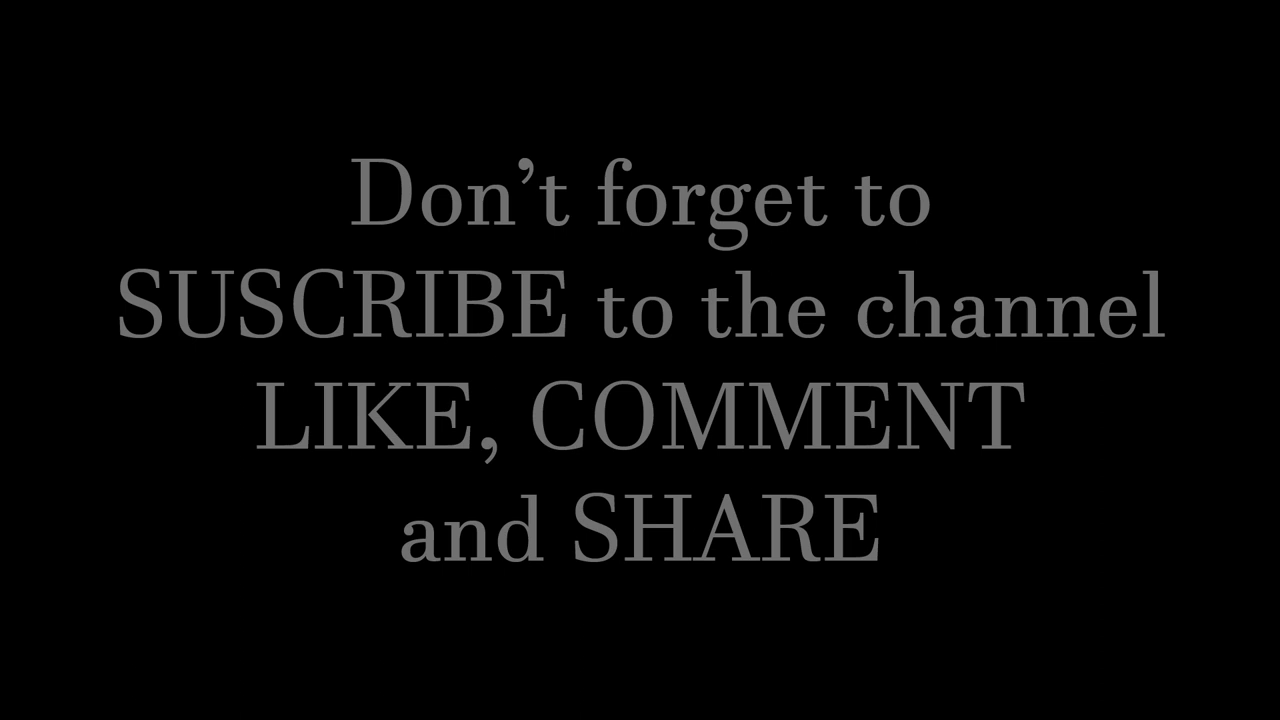 Don’t forget to
SUSCRIBE to the channel
LIKE, COMMENT
and SHARE